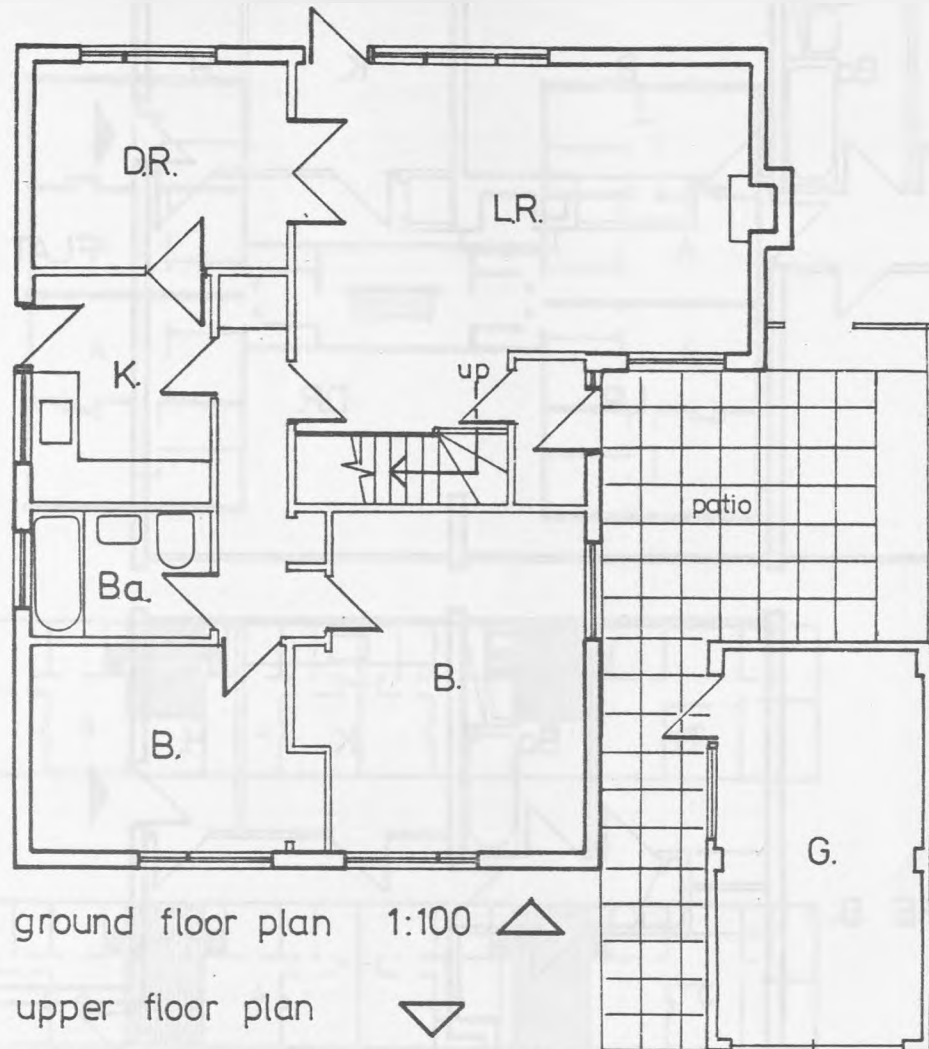 D.R.
L.R.
K.
up
patio
Ba.
B.
B.
G.
ground floor plan 1:100
upper floor plan